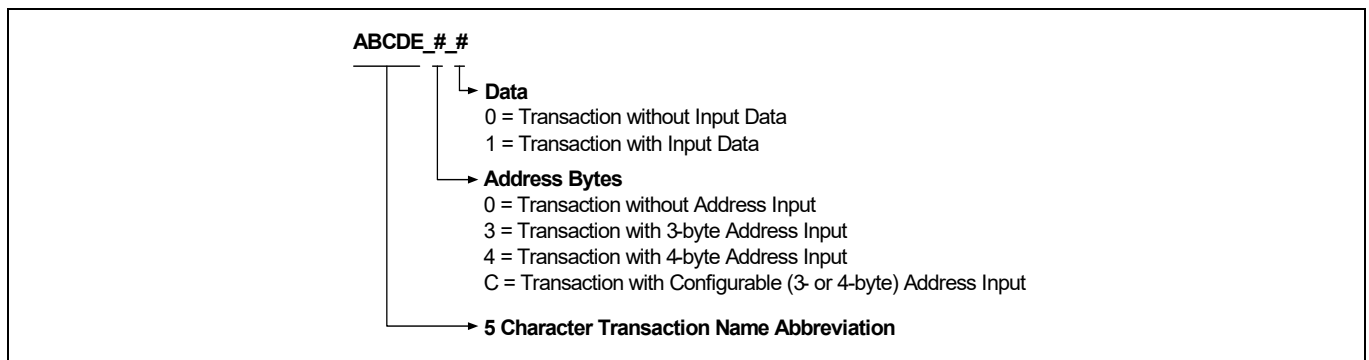 ABCDE_#_#
Data
0 = Transaction without Input Data
1 = Transaction with Input Data
Address Bytes
0 = Transaction without Address Input
3 = Transaction with 3-byte Address Input
4 = Transaction with 4-byte Address Input
C = Transaction with Configurable (3- or 4-byte) Address Input
5 Character Transaction Name Abbreviation